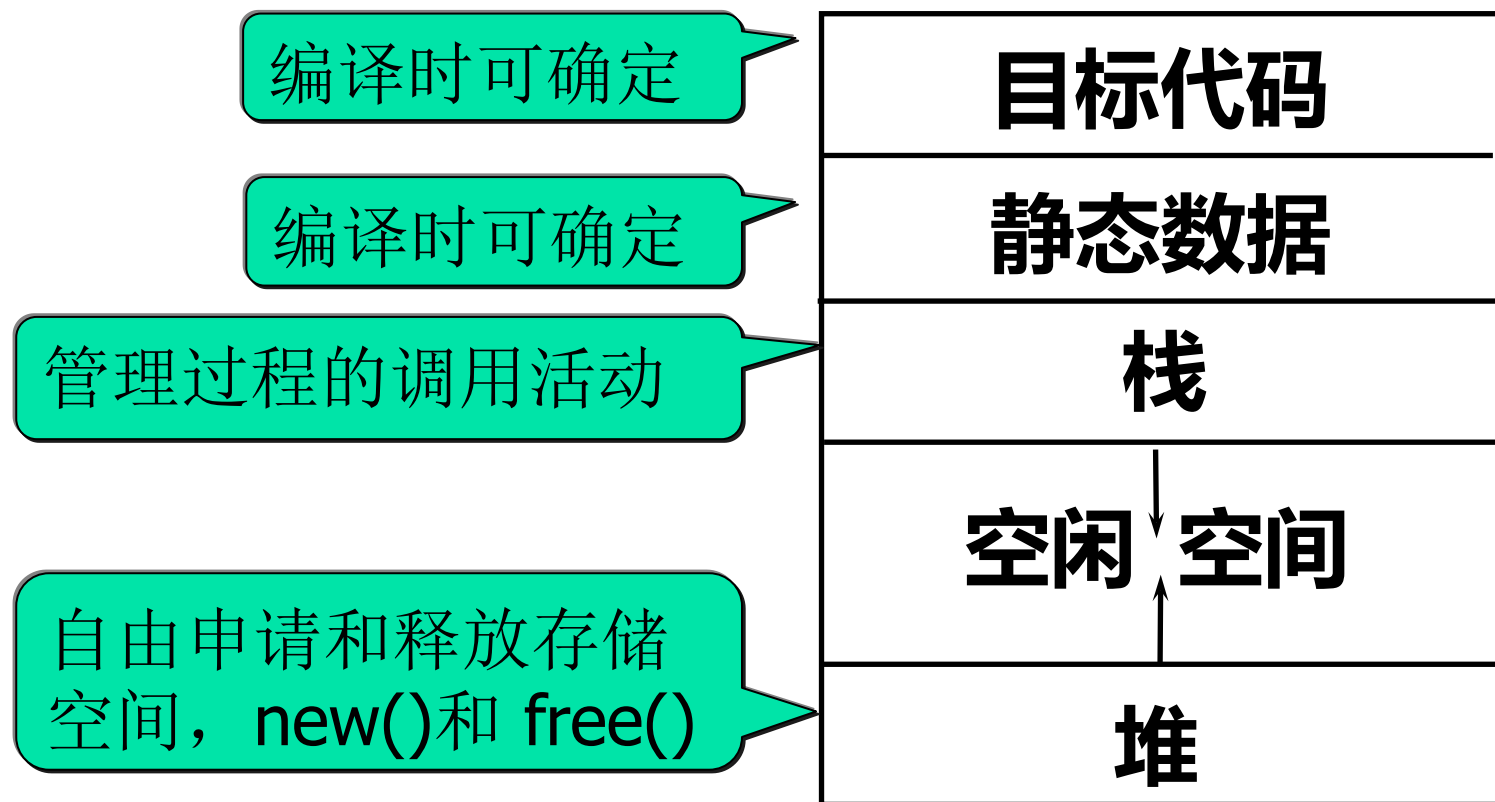 编译时可确定
目标代码
编译时可确定
静态数据
管理过程的调用活动
栈
空闲 空间
自由申请和释放存储
空间，new()和 free()
堆